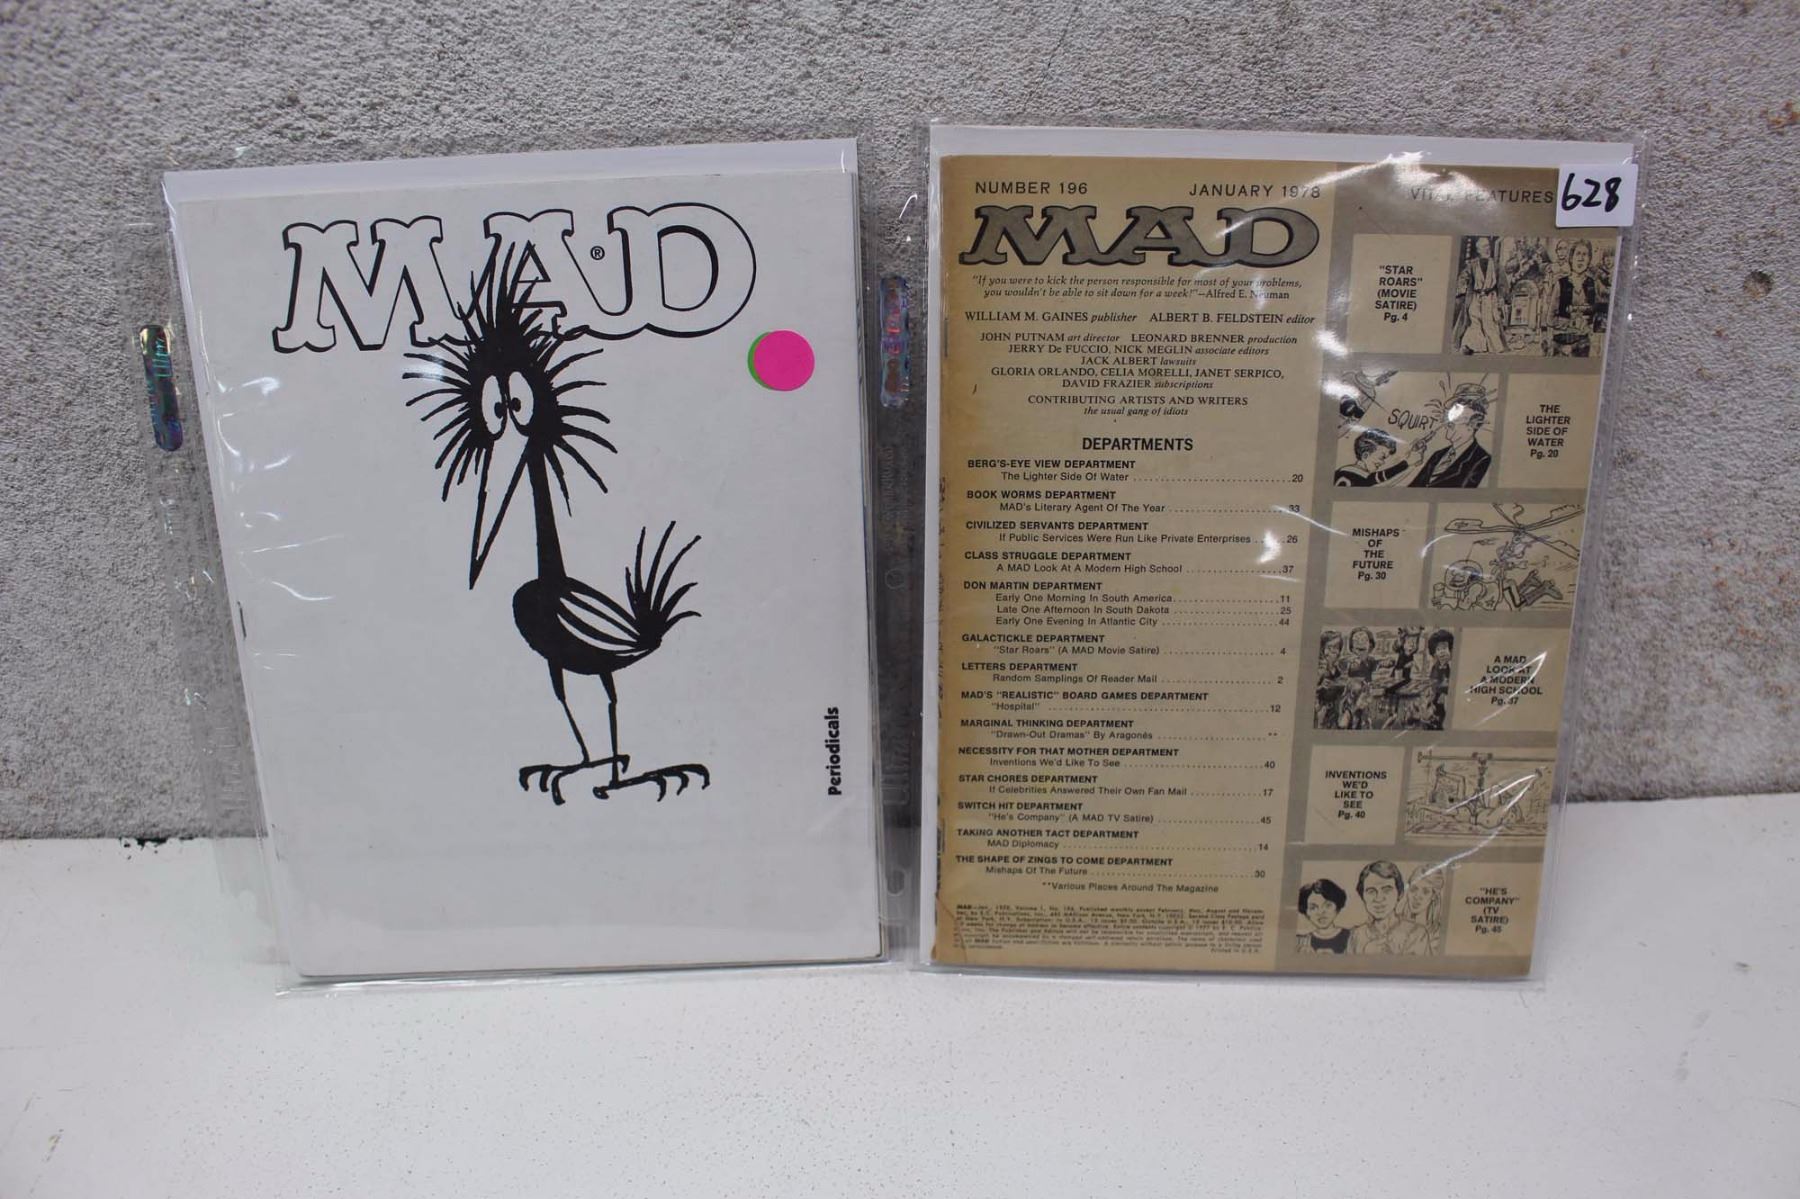 MAD®
Periodicals
628
NUMBER 196 JANUARY 1978
MAD
"If you were to kick the person responsible for most of your problems,
you wouldn't be able to sit down for a week!"—Alfred E. Neuman
WILLIAM M. GAINES publisher ALBERT B. FELDSTEIN editor
JOHN PUTNAM art director LEONARD BRENNER production
JERRY De FUCCIO, NICK MEGLIN associate editors
JACK ALBERT lawsuits
GLORIA ORLANDO, CELIA MORELLI, JANET SERPICO,
DAVID FRAZIER subscriptions
CONTRIBUTING ARTISTS AND WRITERS
the usual gang of idiots
DEPARTMENTS
BERG'S-EYE VIEW DEPARTMENT
The Lighter Side Of Water 20
BOOK WORMS DEPARTMENT
MAD's Literary Agent Of The Year 33
CIVILIZED SERVANTS DEPARTMENT
If Public Services Were Run Like Private Enterprises 26
CLASS STRUGGLE DEPARTMENT
A MAD Look At A Modern High School 37
DON MARTIN DEPARTMENT
Early One Morning In South America 11
Late One Afternoon In South Dakota 25
Early One Evening In Atlantic City 44
GALACTICKLE DEPARTMENT
"Star Roars" (A MAD Movie Satire) 4
LETTERS DEPARTMENT
Random Samplings Of Reader Mail 2
MAD'S "REALISTIC" BOARD GAMES DEPARTMENT
"Hospital" 12
MARGINAL THINKING DEPARTMENT
"Drawn-Out Dramas" By Aragonés **
NECESSITY FOR THAT MOTHER DEPARTMENT
Inventions We'd Like To See 40
STAR CHORES DEPARTMENT
If Celebrities Answered Their Own Fan Mail 17
SWITCH HIT DEPARTMENT
"He's Company" (A MAD TV Satire) 45
TAKING ANOTHER TACT DEPARTMENT
MAD Diplomacy 14
THE SHAPE OF ZINGS TO COME DEPARTMENT
Mishaps Of The Future 30
**Various Places Around The Magazine
Printed in U.S.A.
VITAL FEATURES
"STAR
ROARS"
(MOVIE
SATIRE)
Pg. 4
SQUIRT
THE
LIGHTER
SIDE OF
WATER
Pg. 20
MISHAPS
OF
THE
FUTURE
Pg. 30
A MAD
LOOK AT
A MODERN
HIGH SCHOOL
Pg. 37
INVENTIONS
WE'D
LIKE TO
SEE
Pg. 40
"HE'S
COMPANY"
(TV
SATIRE)
Pg. 45